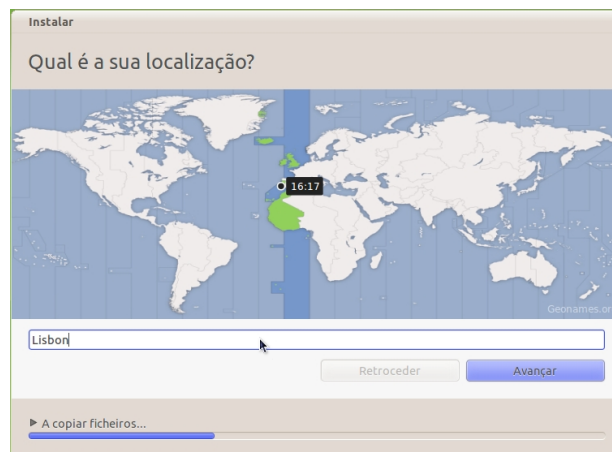 Instalar
Qual é a sua localização?
16:17
Geonames.or
Lisbon
Retroceder
Avançar
A copiar ficheiros...